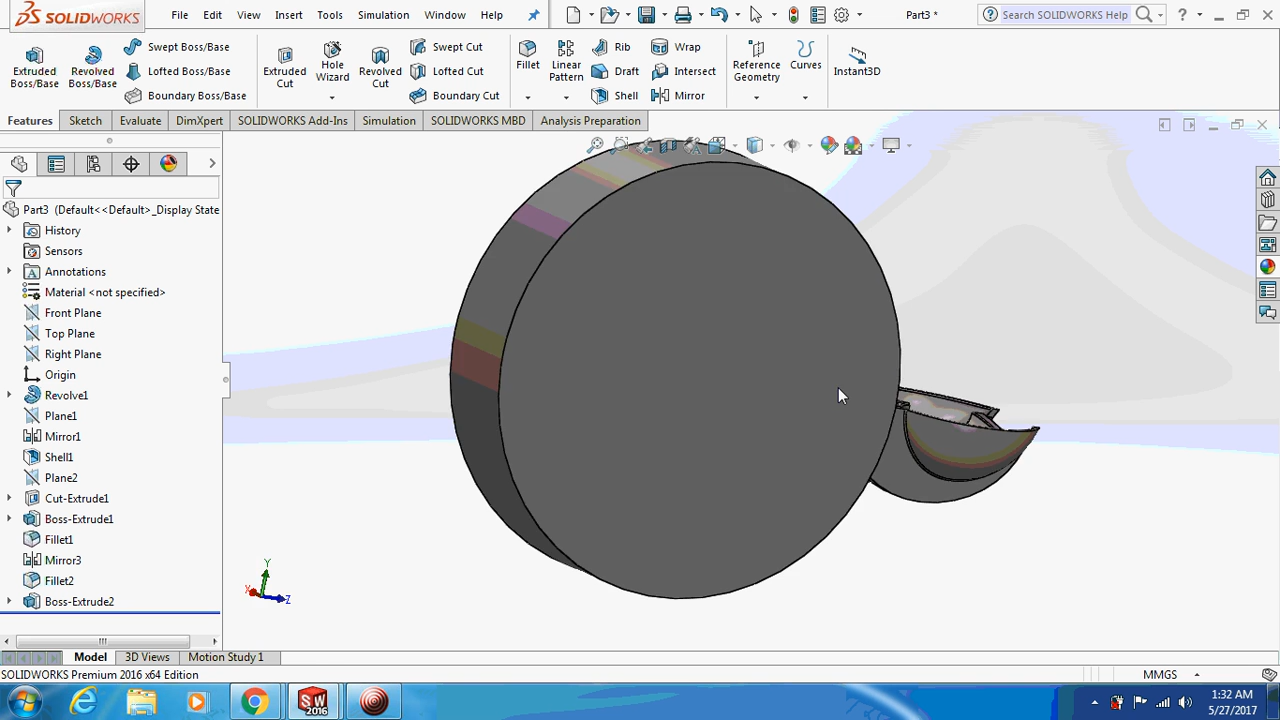 SOLIDWORKS File Edit View Insert Tools Simulation Window Help Part3 * Search SOLIDWORKS Help ?
Extruded Boss/Base
Revolved Boss/Base
Swept Boss/Base
Lofted Boss/Base
Boundary Boss/Base
Extruded Cut
Hole Wizard
Revolved Cut
Swept Cut
Lofted Cut
Boundary Cut
Fillet
Linear Pattern
Rib
Draft
Shell
Wrap
Intersect
Mirror
Reference Geometry
Curves
Instant3D
Features Sketch Evaluate DimXpert SOLIDWORKS Add-Ins Simulation SOLIDWORKS MBD Analysis Preparation
Part3 (Default<<Default>_Display State
History
Sensors
Annotations
Material <not specified>
Front Plane
Top Plane
Right Plane
Origin
Revolve1
Plane1
Mirror1
Shell1
Plane2
Cut-Extrude1
Boss-Extrude1
Fillet1
Mirror3
Fillet2
Boss-Extrude2
Y
X
Z
Model 3D Views Motion Study 1
SOLIDWORKS Premium 2016 x64 Edition MMGS
SW 2016
1:32 AM
5/27/2017